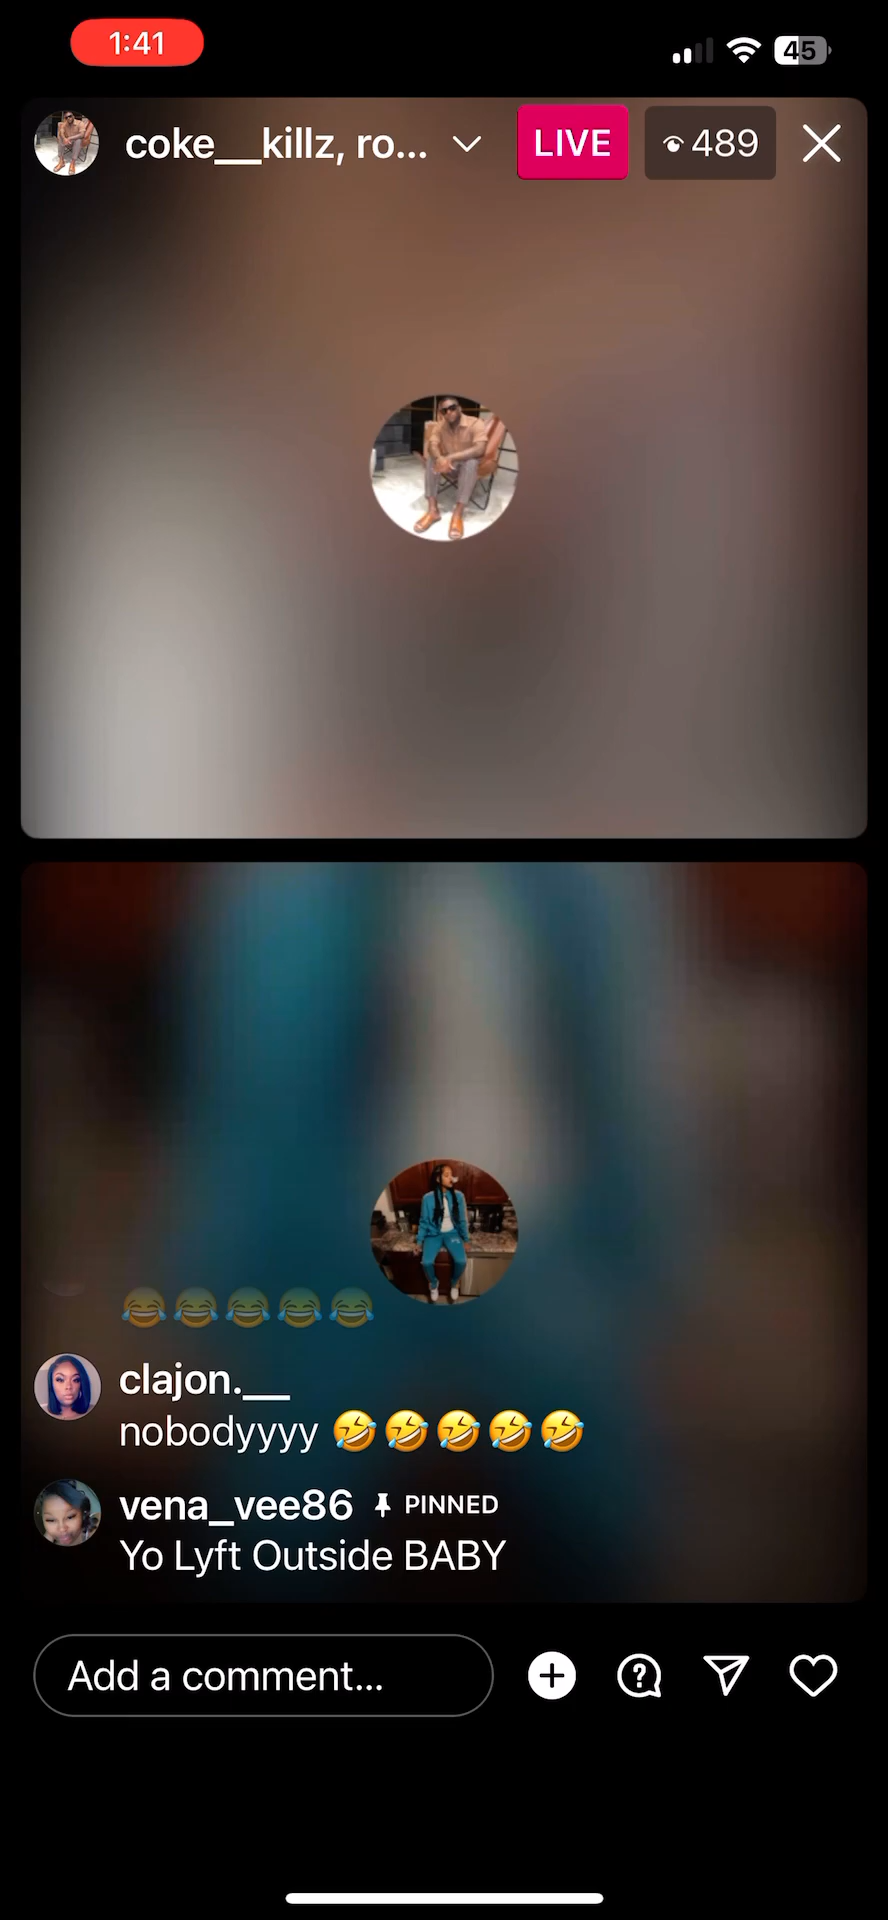 1:41
45
coke__killz, ro...
LIVE
489
😂😂😂😂😂
clajon.__
nobodyyyy 🤣🤣🤣🤣🤣
vena_vee86 PINNED
Yo Lyft Outside BABY
Add a comment...